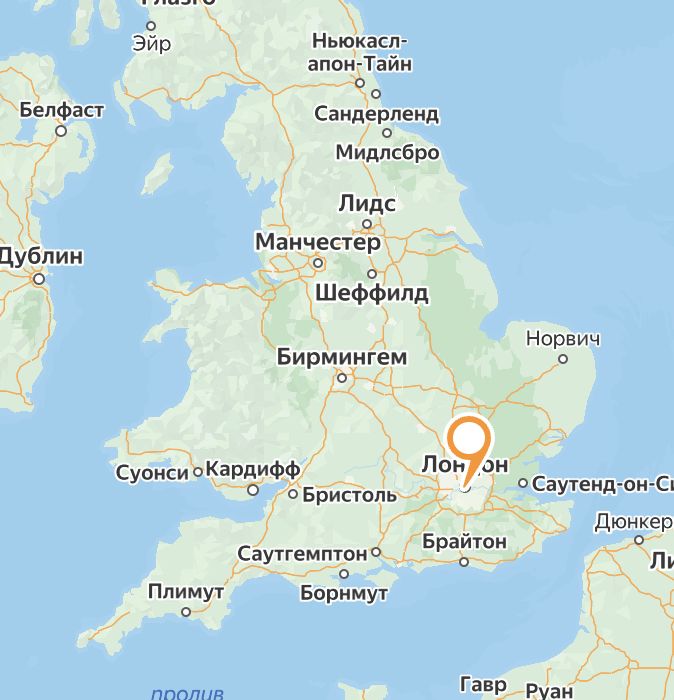 Глазго
Эйр
Ньюкасл-
апон-Тайн
Белфаст
Сандерленд
Мидлсбро
Лидс
Манчестер
Дублин
Шеффилд
Норвич
Бирмингем
Лондон
Суонси
Кардифф
Саутенд-он-Си
Бристоль
Дюнкер
Брайтон
Саутгемптон
Ли
Плимут
Борнмут
пролив
Гавр
Руан